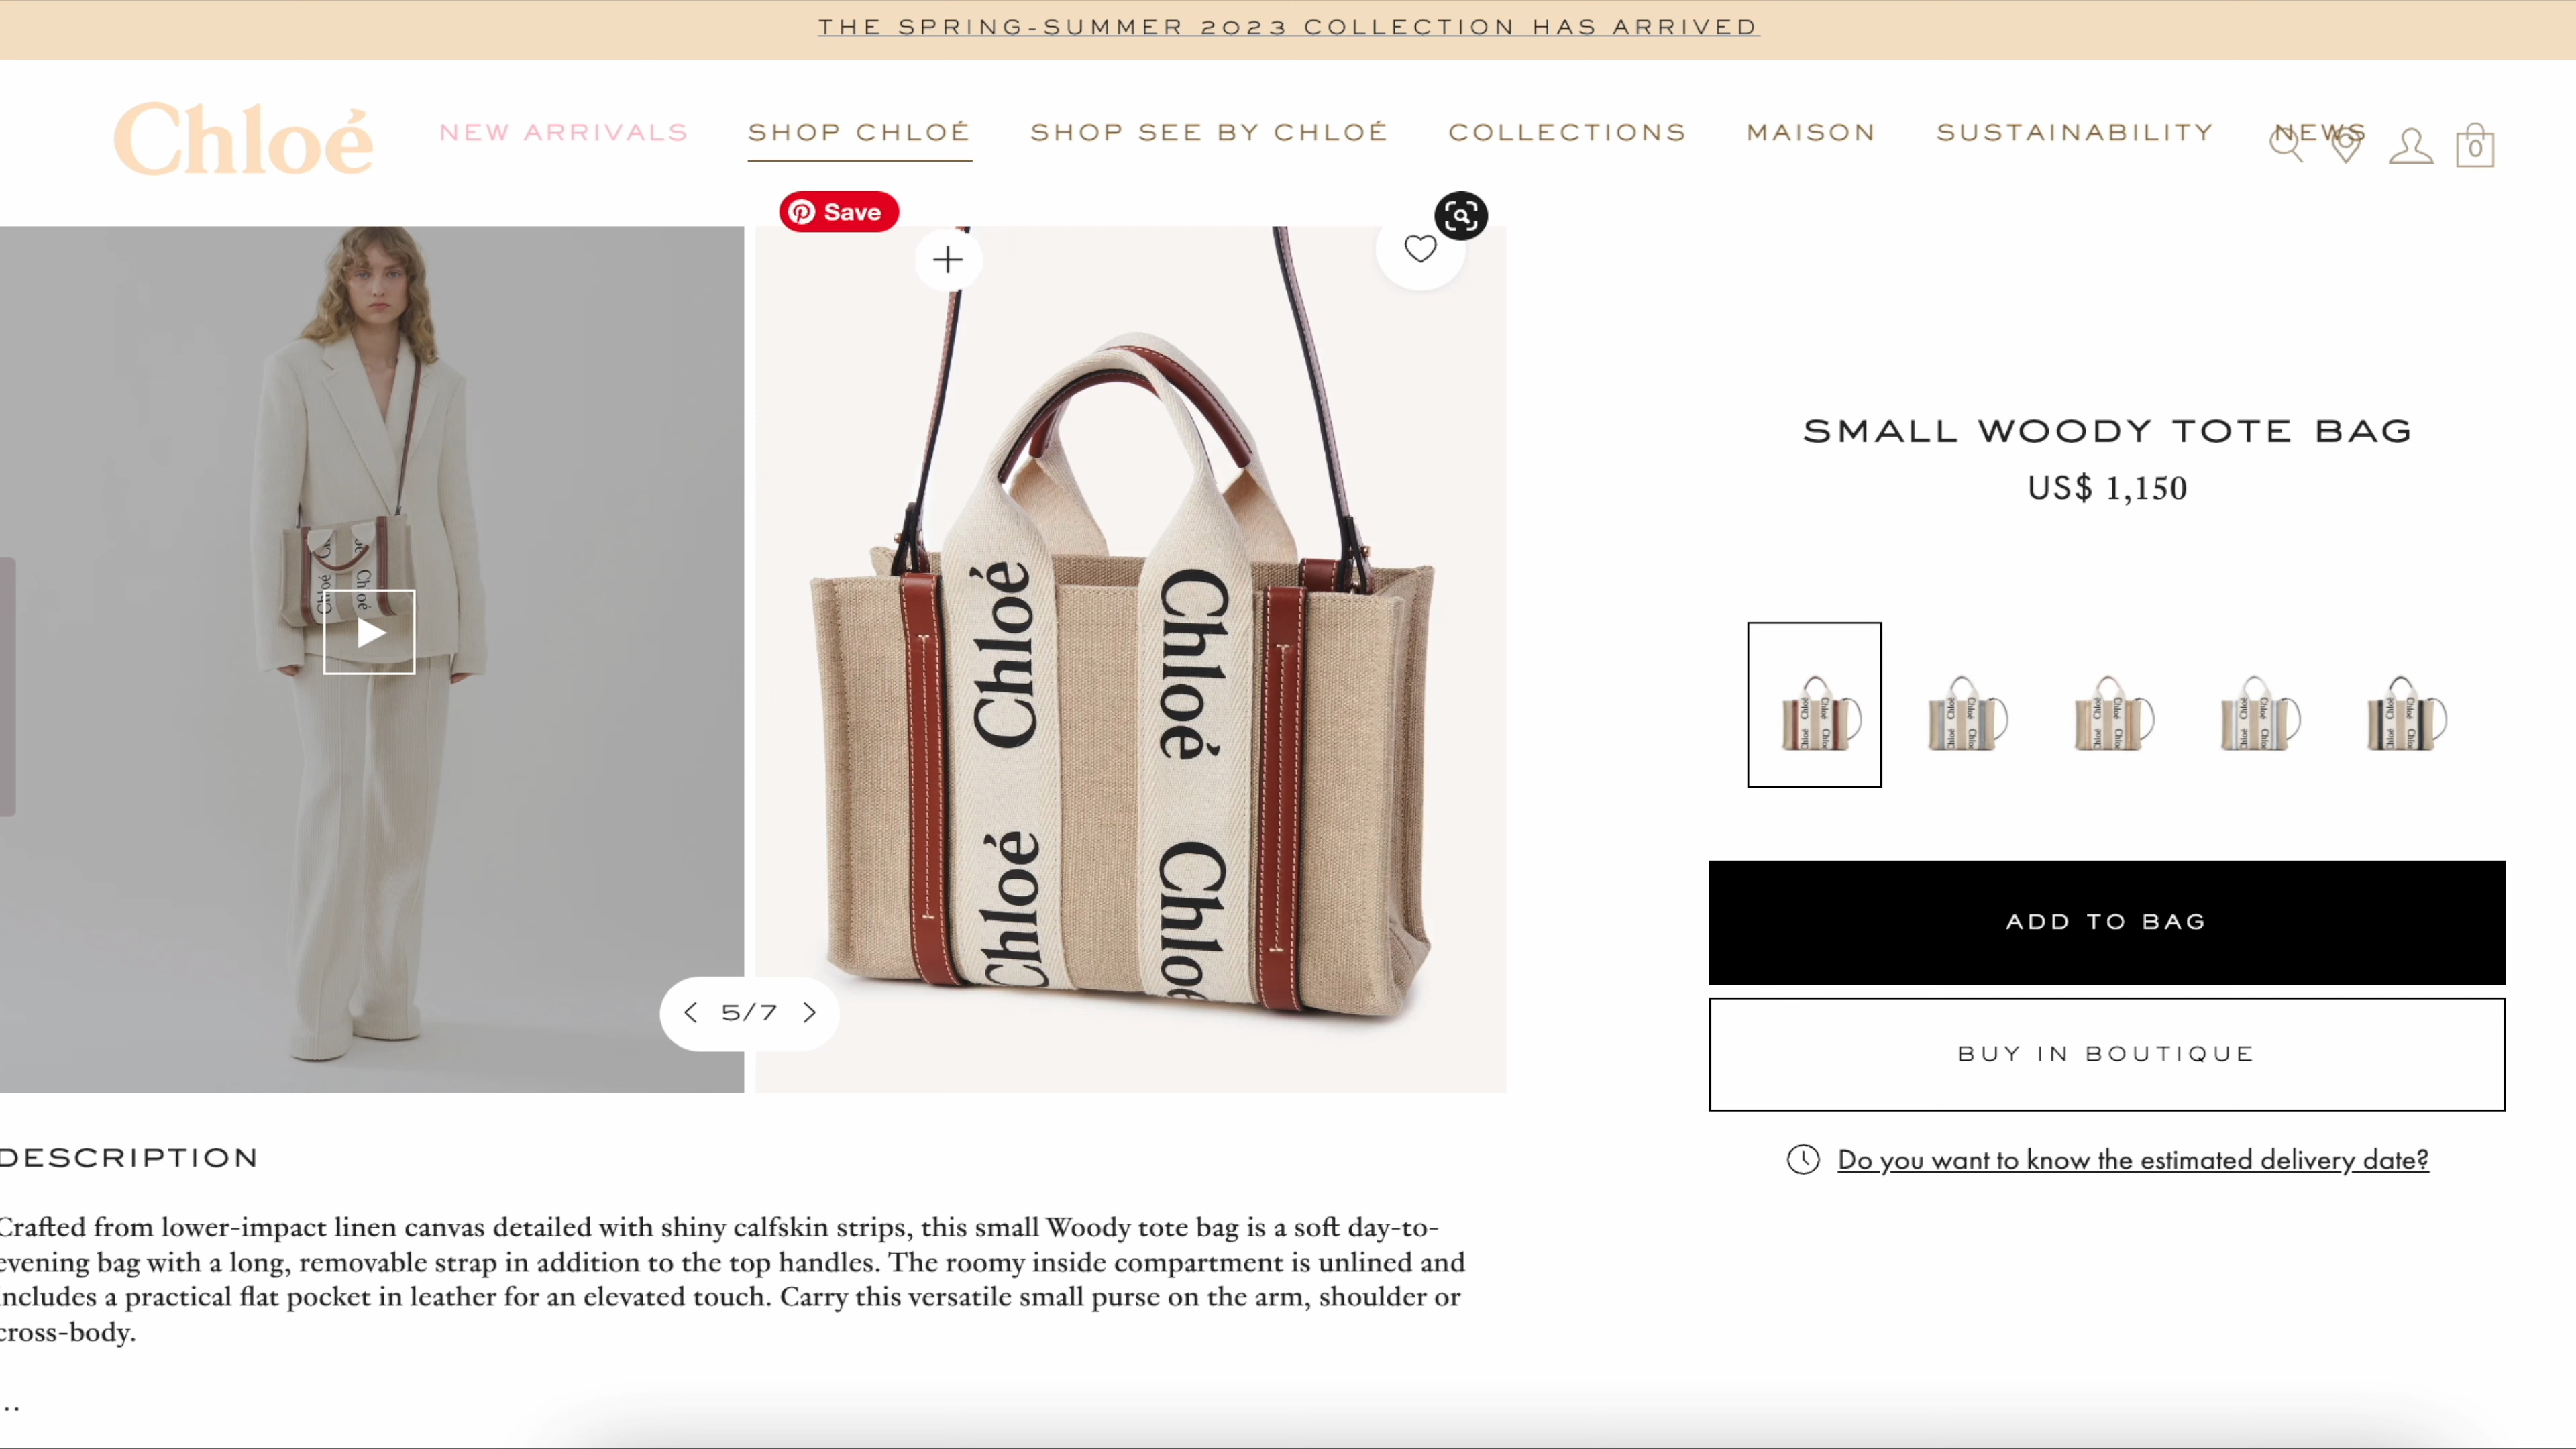 THE SPRING-SUMMER 2023 COLLECTION HAS ARRIVED
Chloé
NEW ARRIVALS
SHOP CHLOÉ
SHOP SEE BY CHLOÉ
COLLECTIONS
MAISON
SUSTAINABILITY
NEWS
0
Save
Chloé
Chloé
Chloé
Chloé
Chloé
SMALL WOODY TOTE BAG
US$ 1,150
ADD TO BAG
BUY IN BOUTIQUE
Do you want to know the estimated delivery date?
5/7
DESCRIPTION
Crafted from lower-impact linen canvas detailed with shiny calfskin strips, this small Woody tote bag is a soft day-to-
evening bag with a long, removable strap in addition to the top handles. The roomy inside compartment is unlined and
includes a practical flat pocket in leather for an elevated touch. Carry this versatile small purse on the arm, shoulder or
cross-body.
..